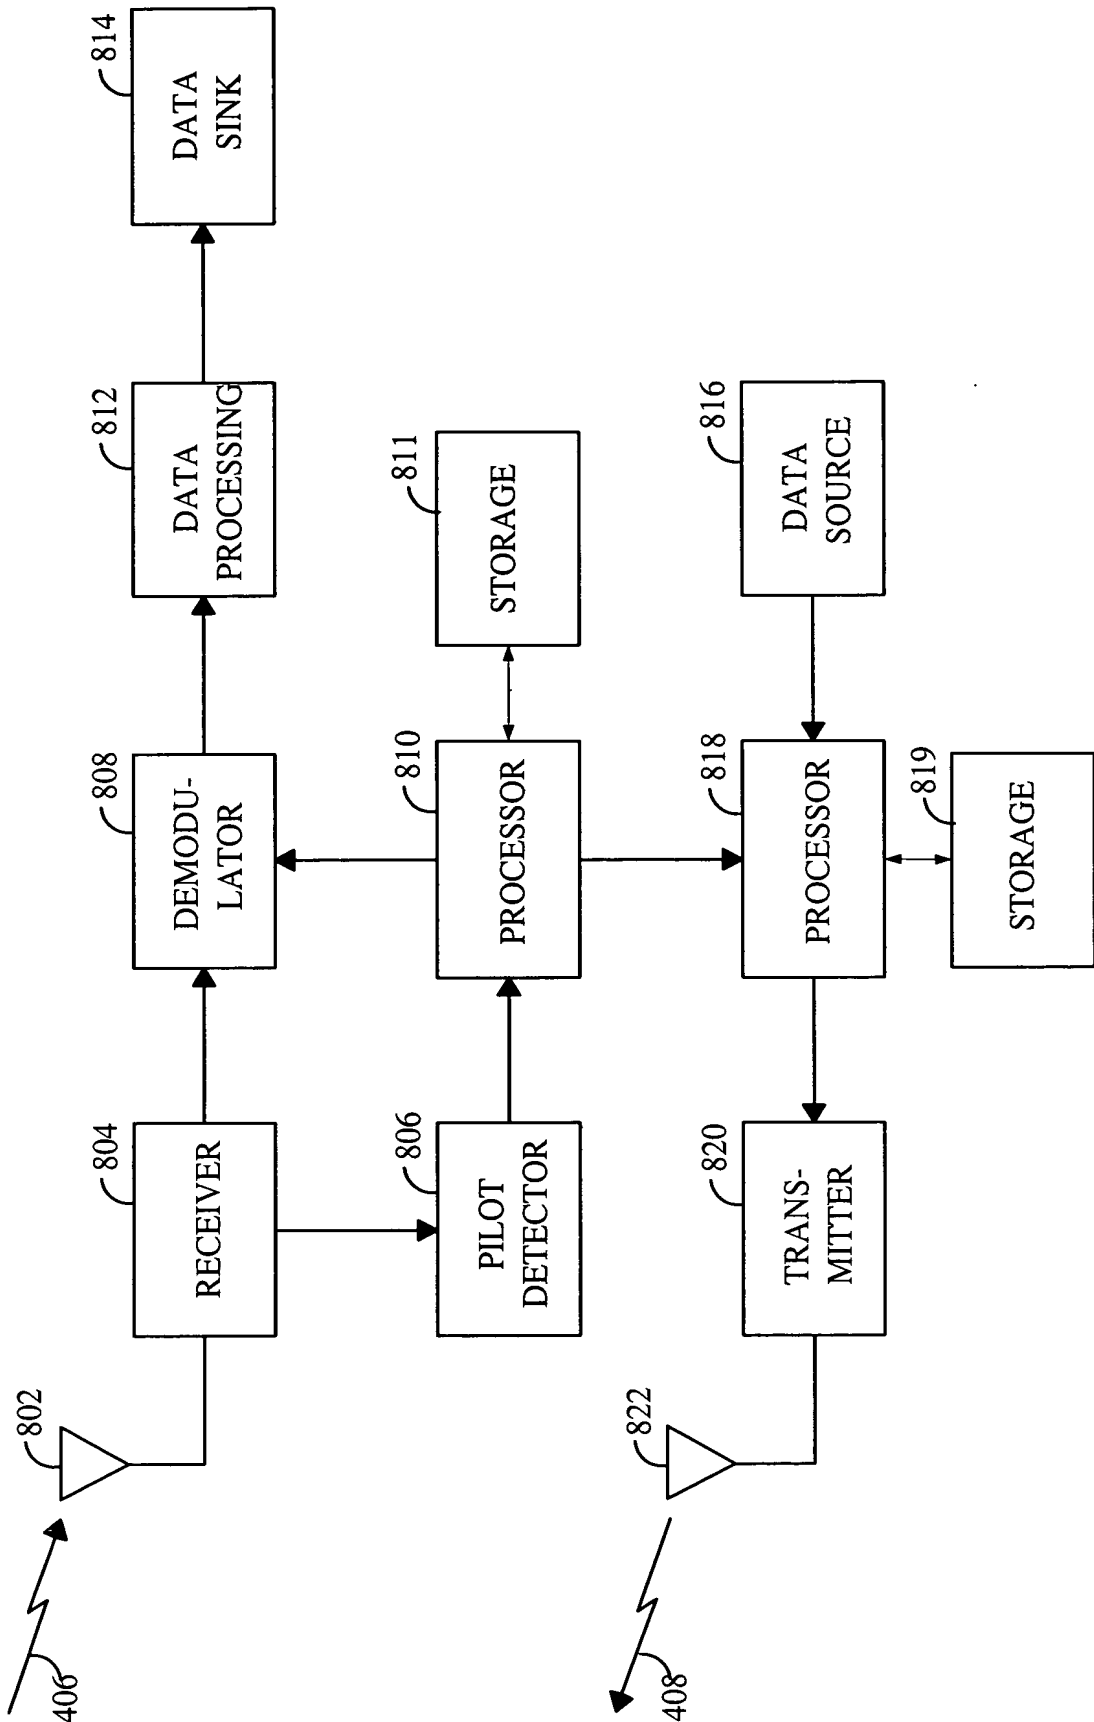 406
802
804
RECEIVER
808
DEMODU-
LATOR
812
DATA
PROCESSING
814
DATA
SINK
806
PILOT
DETECTOR
810
PROCESSOR
811
STORAGE
408
822
820
TRANS-
MITTER
818
PROCESSOR
816
DATA
SOURCE
819
STORAGE